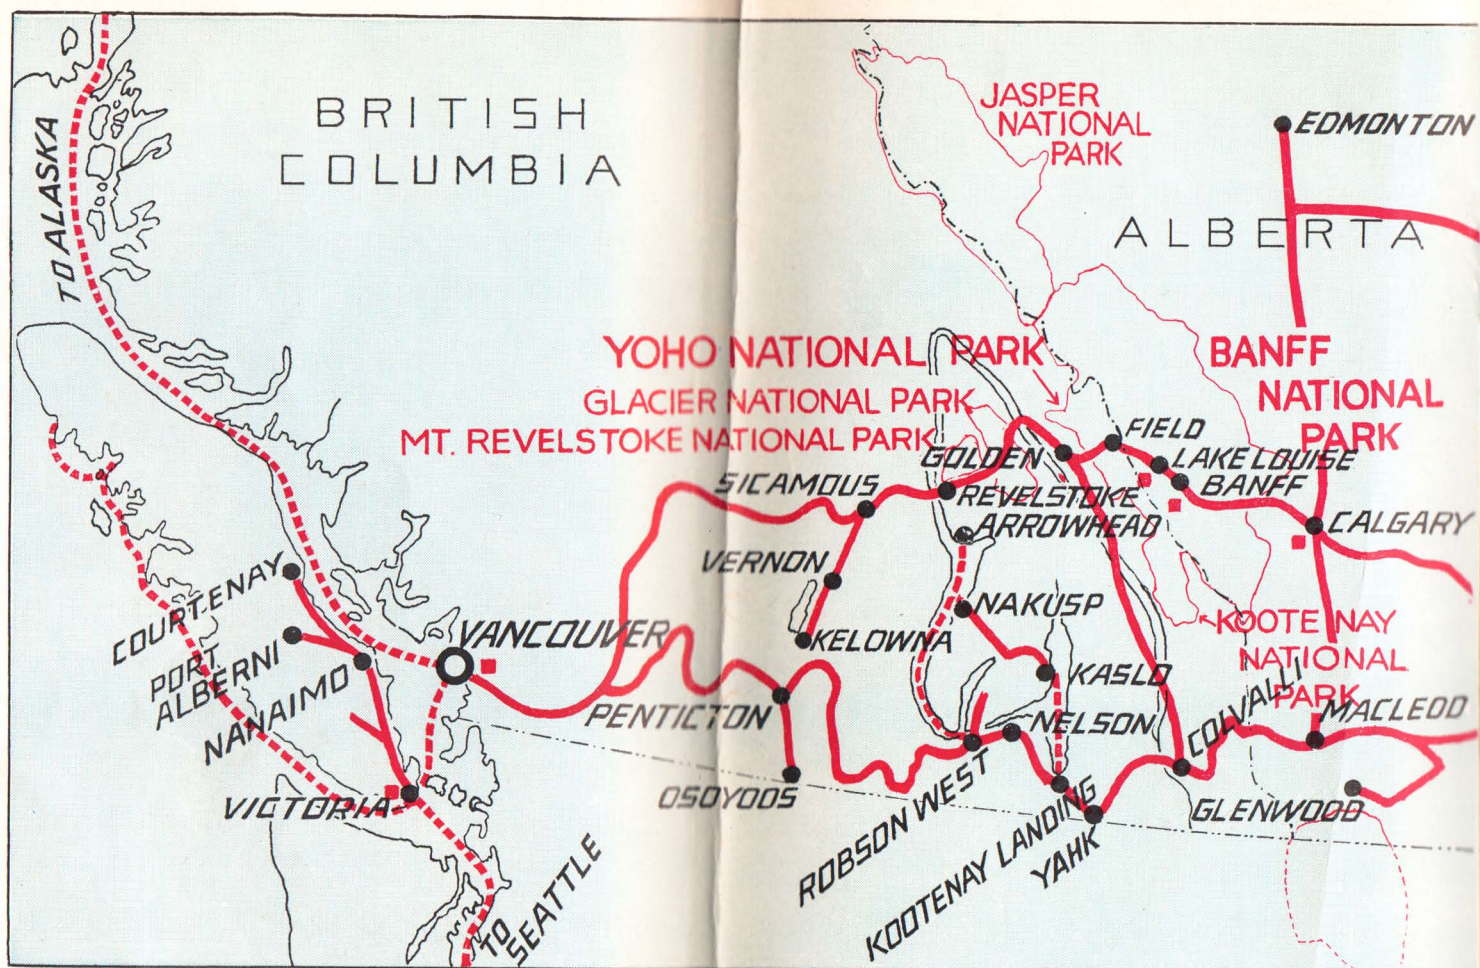 BRITISH
COLUMBIA
TO ALASKA
JASPER
NATIONAL
PARK
EDMONTON
ALBERTA
YOHO NATIONAL PARK
GLACIER NATIONAL PARK
MT. REVELSTOKE NATIONAL PARK
BANFF
NATIONAL
PARK
FIELD
GOLDEN
LAKE LOUISE
BANFF
SICAMOUS
REVELSTOKE
ARROWHEAD
CALGARY
VERNON
COURTENAY
NAKUSP
KELOWNA
VANCOUVER
KOOTENAY
NATIONAL
PARK
PORT
ALBERNI
NANAIMO
KASLO
PENTICTON
NELSON
COLVALLI
MACLEOD
VICTORIA
OSOYOOS
ROBSON WEST
KOOTENAY LANDING
YAHK
GLENWOOD
TO
SEATTLE